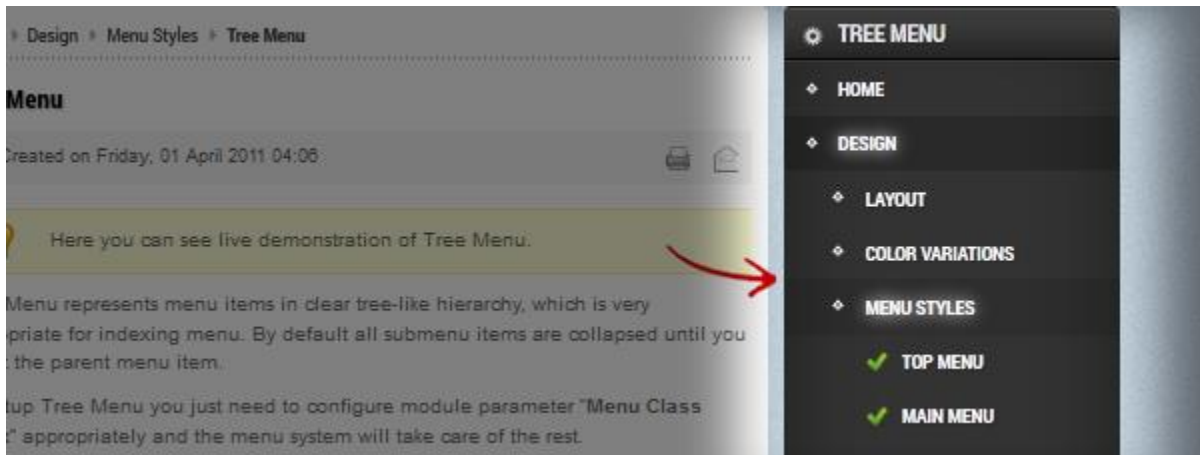 Design Menu Styles Tree Menu
Menu
Created on Friday, 01 April 2011 04:06
Here you can see live demonstration of Tree Menu.
Menu represents menu items in clear tree-like hierarchy, which is very
priate for indexing menu. By default all submenu items are collapsed until you
the parent menu item.
tup Tree Menu you just need to configure module parameter "Menu Class
" appropriately and the menu system will take care of the rest.
TREE MENU
HOME
DESIGN
LAYOUT
COLOR VARIATIONS
MENU STYLES
TOP MENU
MAIN MENU